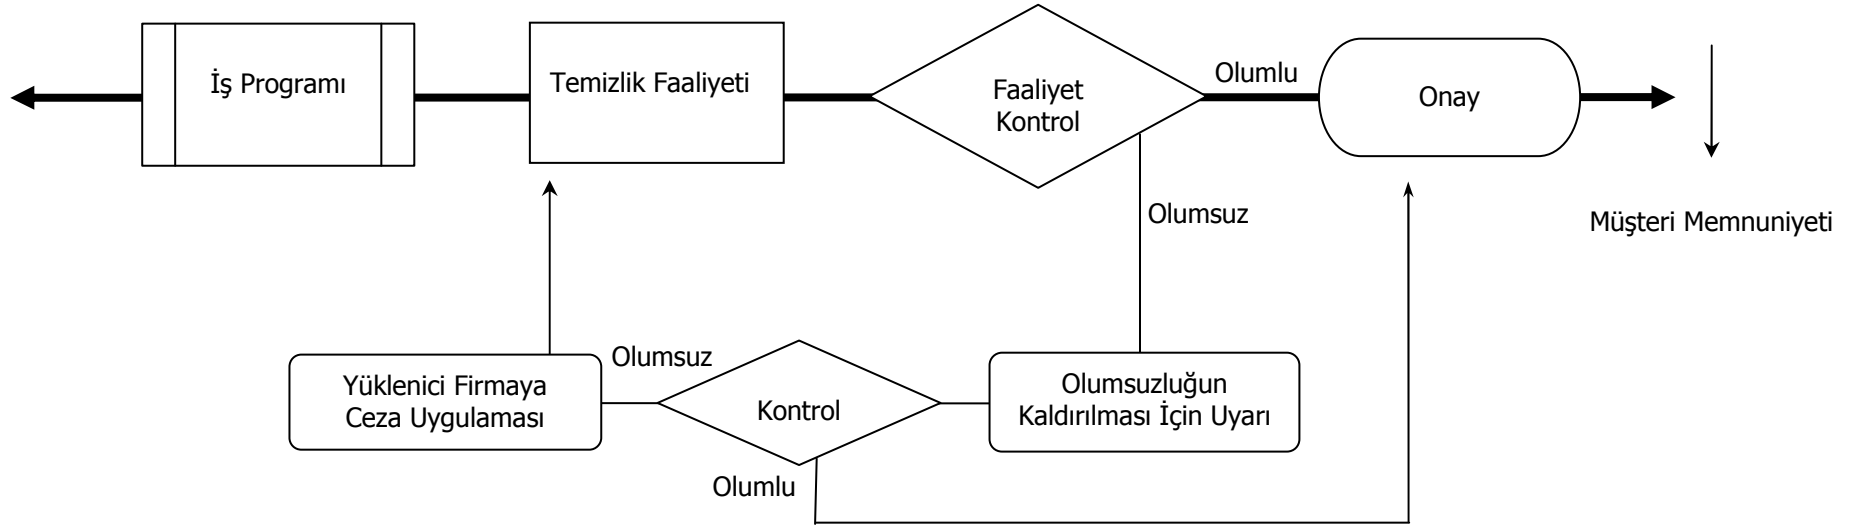 İş Programı
Temizlik Faaliyeti
Faaliyet
Kontrol
Olumlu
Onay
Olumsuz
Müşteri Memnuniyeti
Yüklenici Firmaya
Ceza Uygulaması
Olumsuz
Kontrol
Olumsuzluğun
Kaldırılması İçin Uyarı
Olumlu